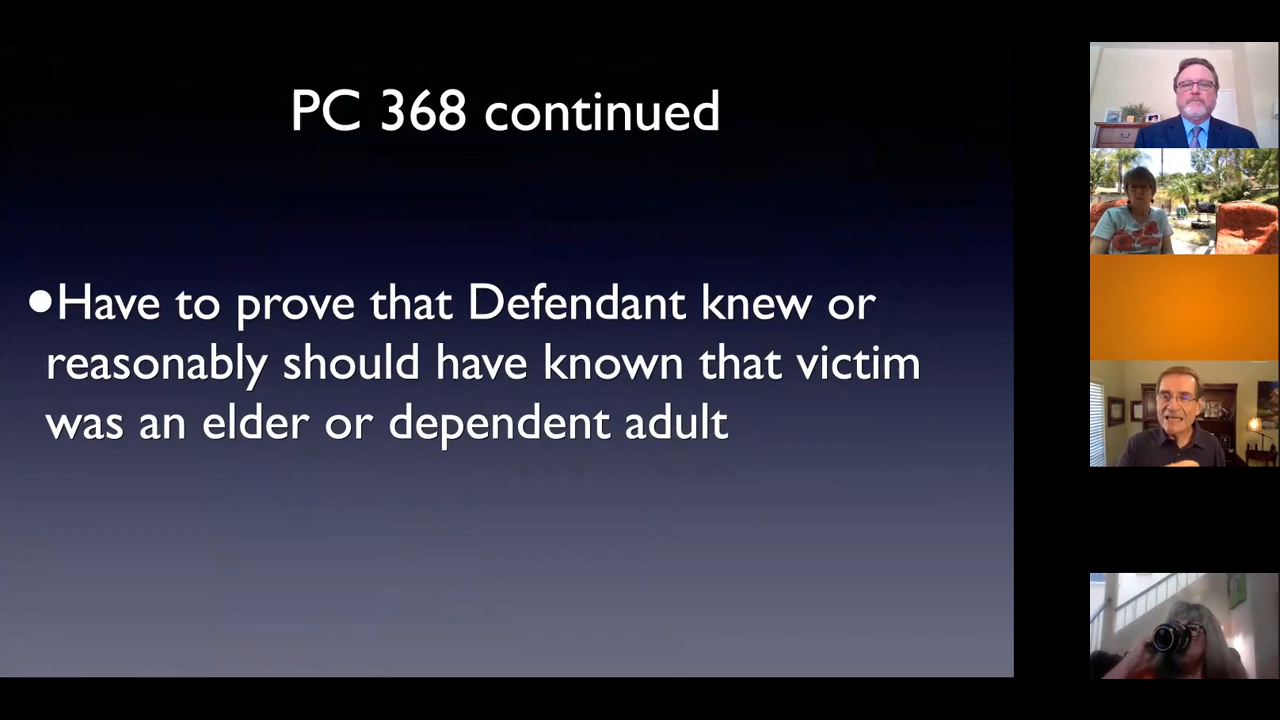 PC 368 continued
•Have to prove that Defendant knew or
reasonably should have known that victim
was an elder or dependent adult